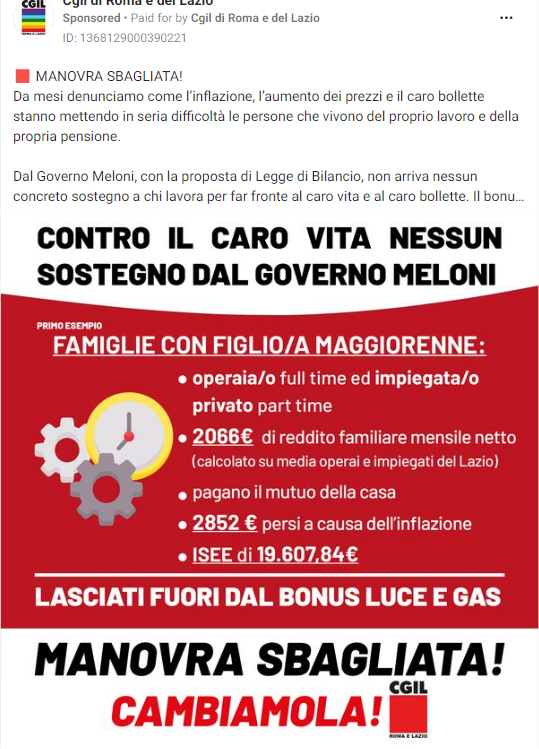 CGIL
ROMA E LAZIO
Cgil di Roma e del Lazio
Sponsored • Paid for by Cgil di Roma e del Lazio
ID: 1368129000390221
MANOVRA SBAGLIATA!
Da mesi denunciamo come l'inflazione, l'aumento dei prezzi e il caro bollette
stanno mettendo in seria difficoltà le persone che vivono del proprio lavoro e della
propria pensione.
Dal Governo Meloni, con la proposta di Legge di Bilancio, non arriva nessun
concreto sostegno a chi lavora per far fronte al caro vita e al caro bollette. Il bonu...
CONTRO IL CARO VITA NESSUN
SOSTEGNO DAL GOVERNO MELONI
PRIMO ESEMPIO
FAMIGLIE CON FIGLIO/A MAGGIORENNE:
• operaia/o full time ed impiegata/o
privato part time
• 2066€ di reddito familiare mensile netto
(calcolato su media operai e impiegati del Lazio)
• pagano il mutuo della casa
• 2852 € persi a causa dell'inflazione
• ISEE di 19.607,84€
LASCIATI FUORI DAL BONUS LUCE E GAS
MANOVRA SBAGLIATA!
CAMBIAMOLA!
CGIL
ROMA E LAZIO